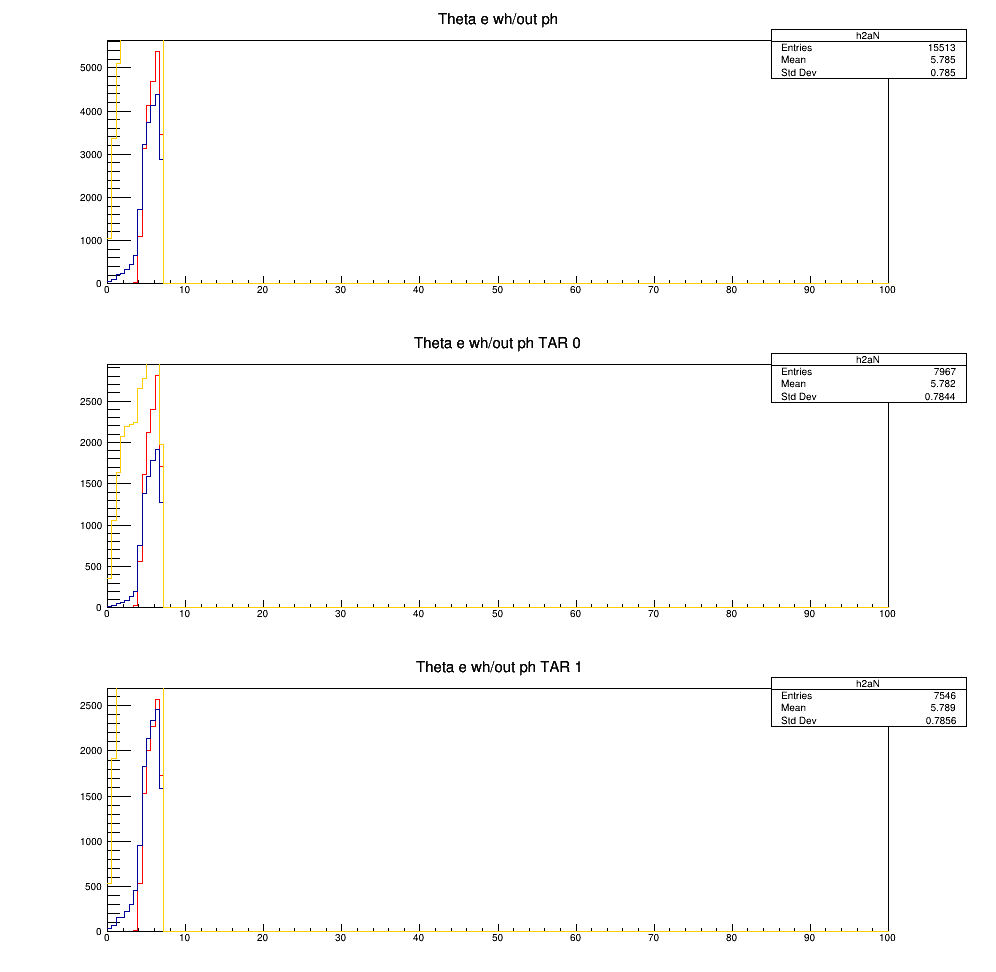 Theta e wh/out ph
h2aN
Entries 15513
Mean 5.785
Std Dev 0.785
5000
4000
3000
2000
1000
0
0 10 20 30 40 50 60 70 80 90 100
Theta e wh/out ph TAR 0
h2aN
Entries 7967
Mean 5.782
Std Dev 0.7844
2500
2000
1500
1000
500
0
0 10 20 30 40 50 60 70 80 90 100
Theta e wh/out ph TAR 1
h2aN
Entries 7546
Mean 5.789
Std Dev 0.7856
2500
2000
1500
1000
500
0
0 10 20 30 40 50 60 70 80 90 100